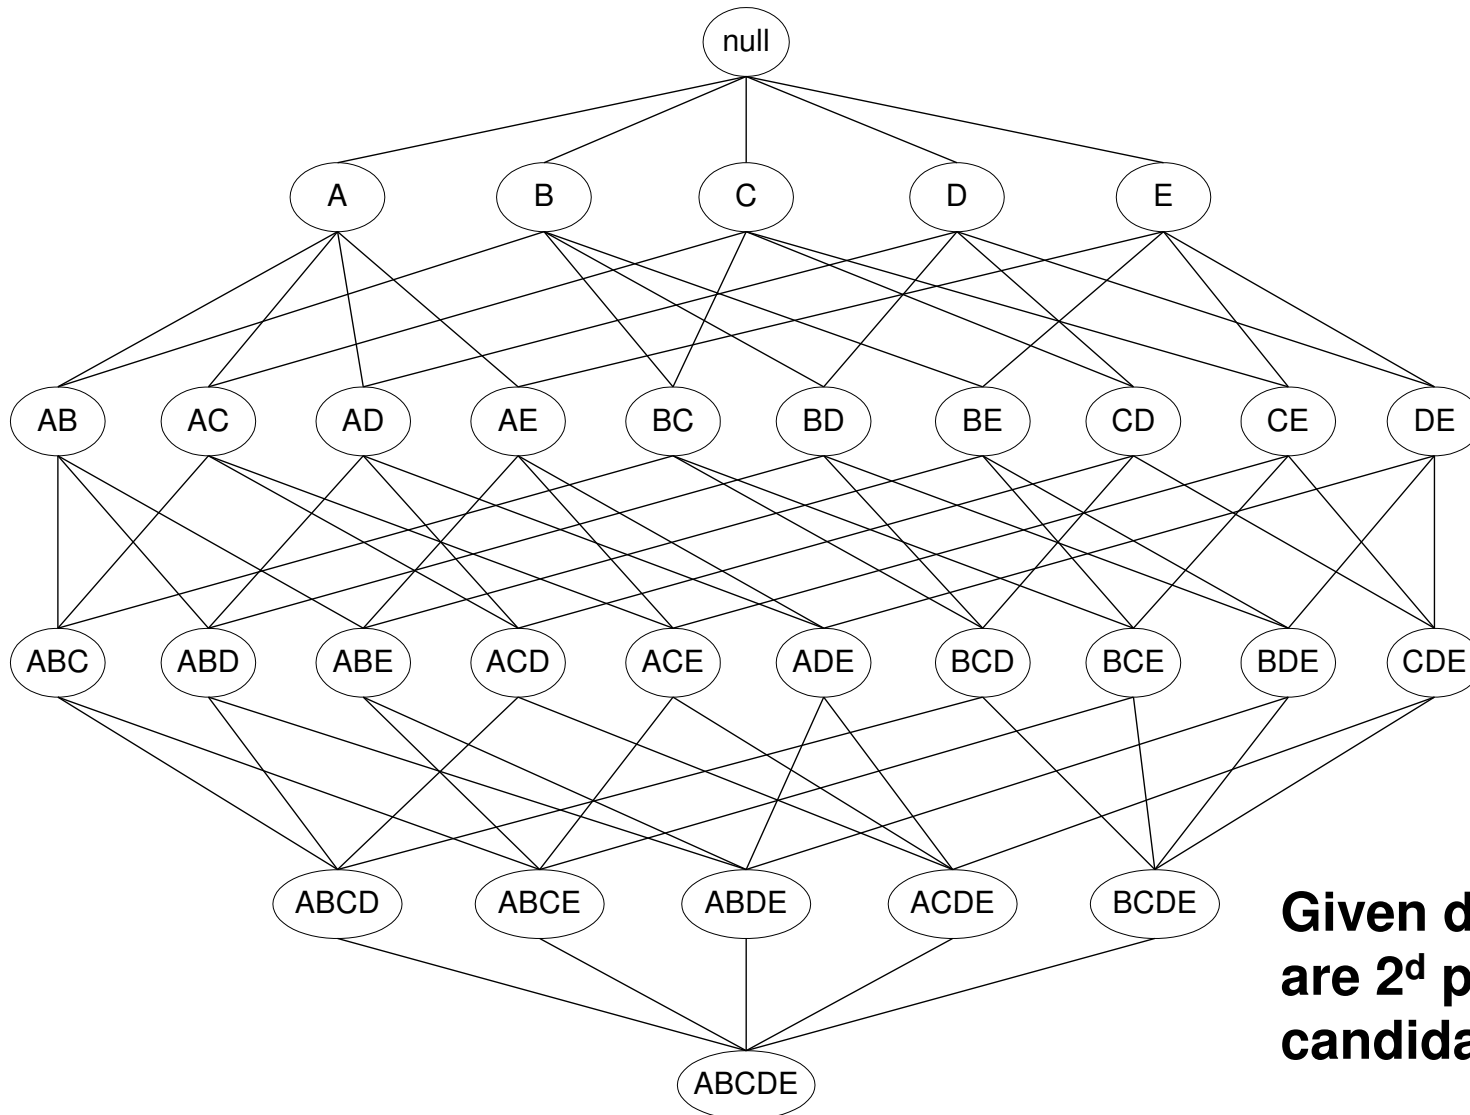 null
A B C D E
AB AC AD AE BC BD BE CD CE DE
ABC ABD ABE ACD ACE ADE BCD BCE BDE CDE
ABCD ABCE ABDE ACDE BCDE
Given d
are 2ᵈ p
candida
ABCDE